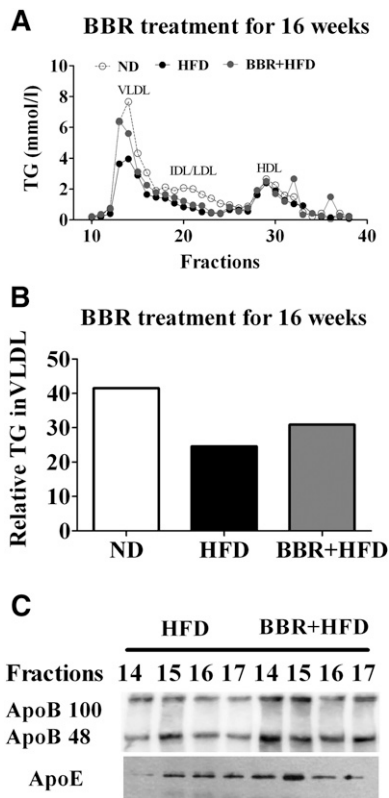 A
BBR treatment for 16 weeks
ND HFD BBR+HFD
VLDL
IDL/LDL
HDL
TG (mmol/l)
10
8
6
4
2
0
10 20 30 40
Fractions
B
BBR treatment for 16 weeks
Relative TG inVLDL
50
40
30
20
10
0
ND HFD BBR+HFD
C
HFD BBR+HFD
Fractions 14 15 16 17 14 15 16 17
ApoB 100
ApoB 48
ApoE